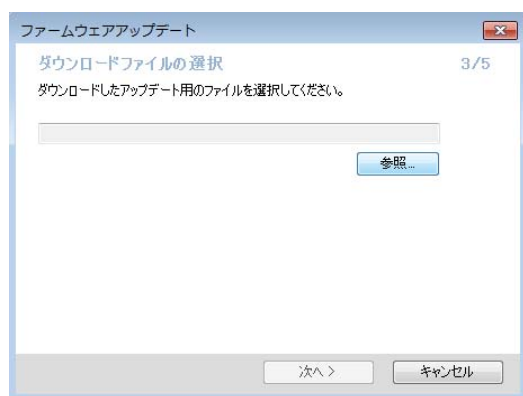 ファームウェアアップデート
ダウンロードファイルの選択 3/5
ダウンロードしたアップデート用のファイルを選択してください。
参照...
次へ > キャンセル